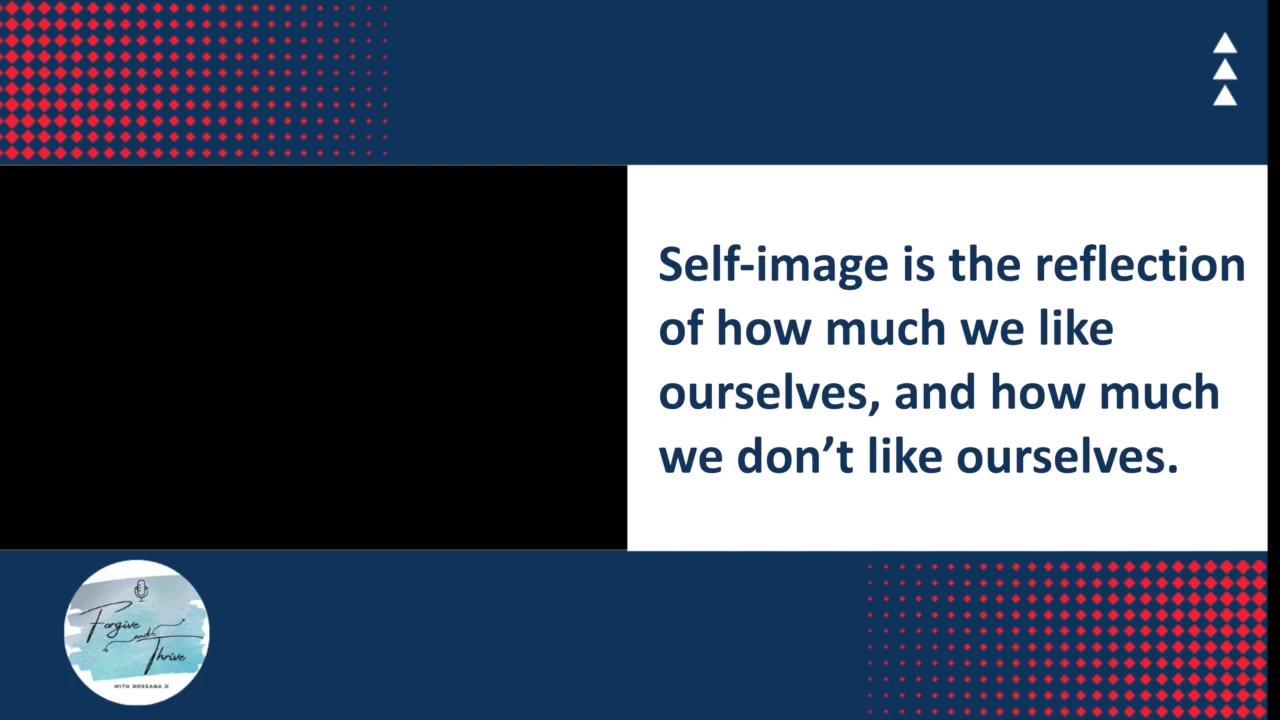 Self-image is the reflection
of how much we like
ourselves, and how much
we don’t like ourselves.
Forgive
and
Thrive
WITH ROSSANA D